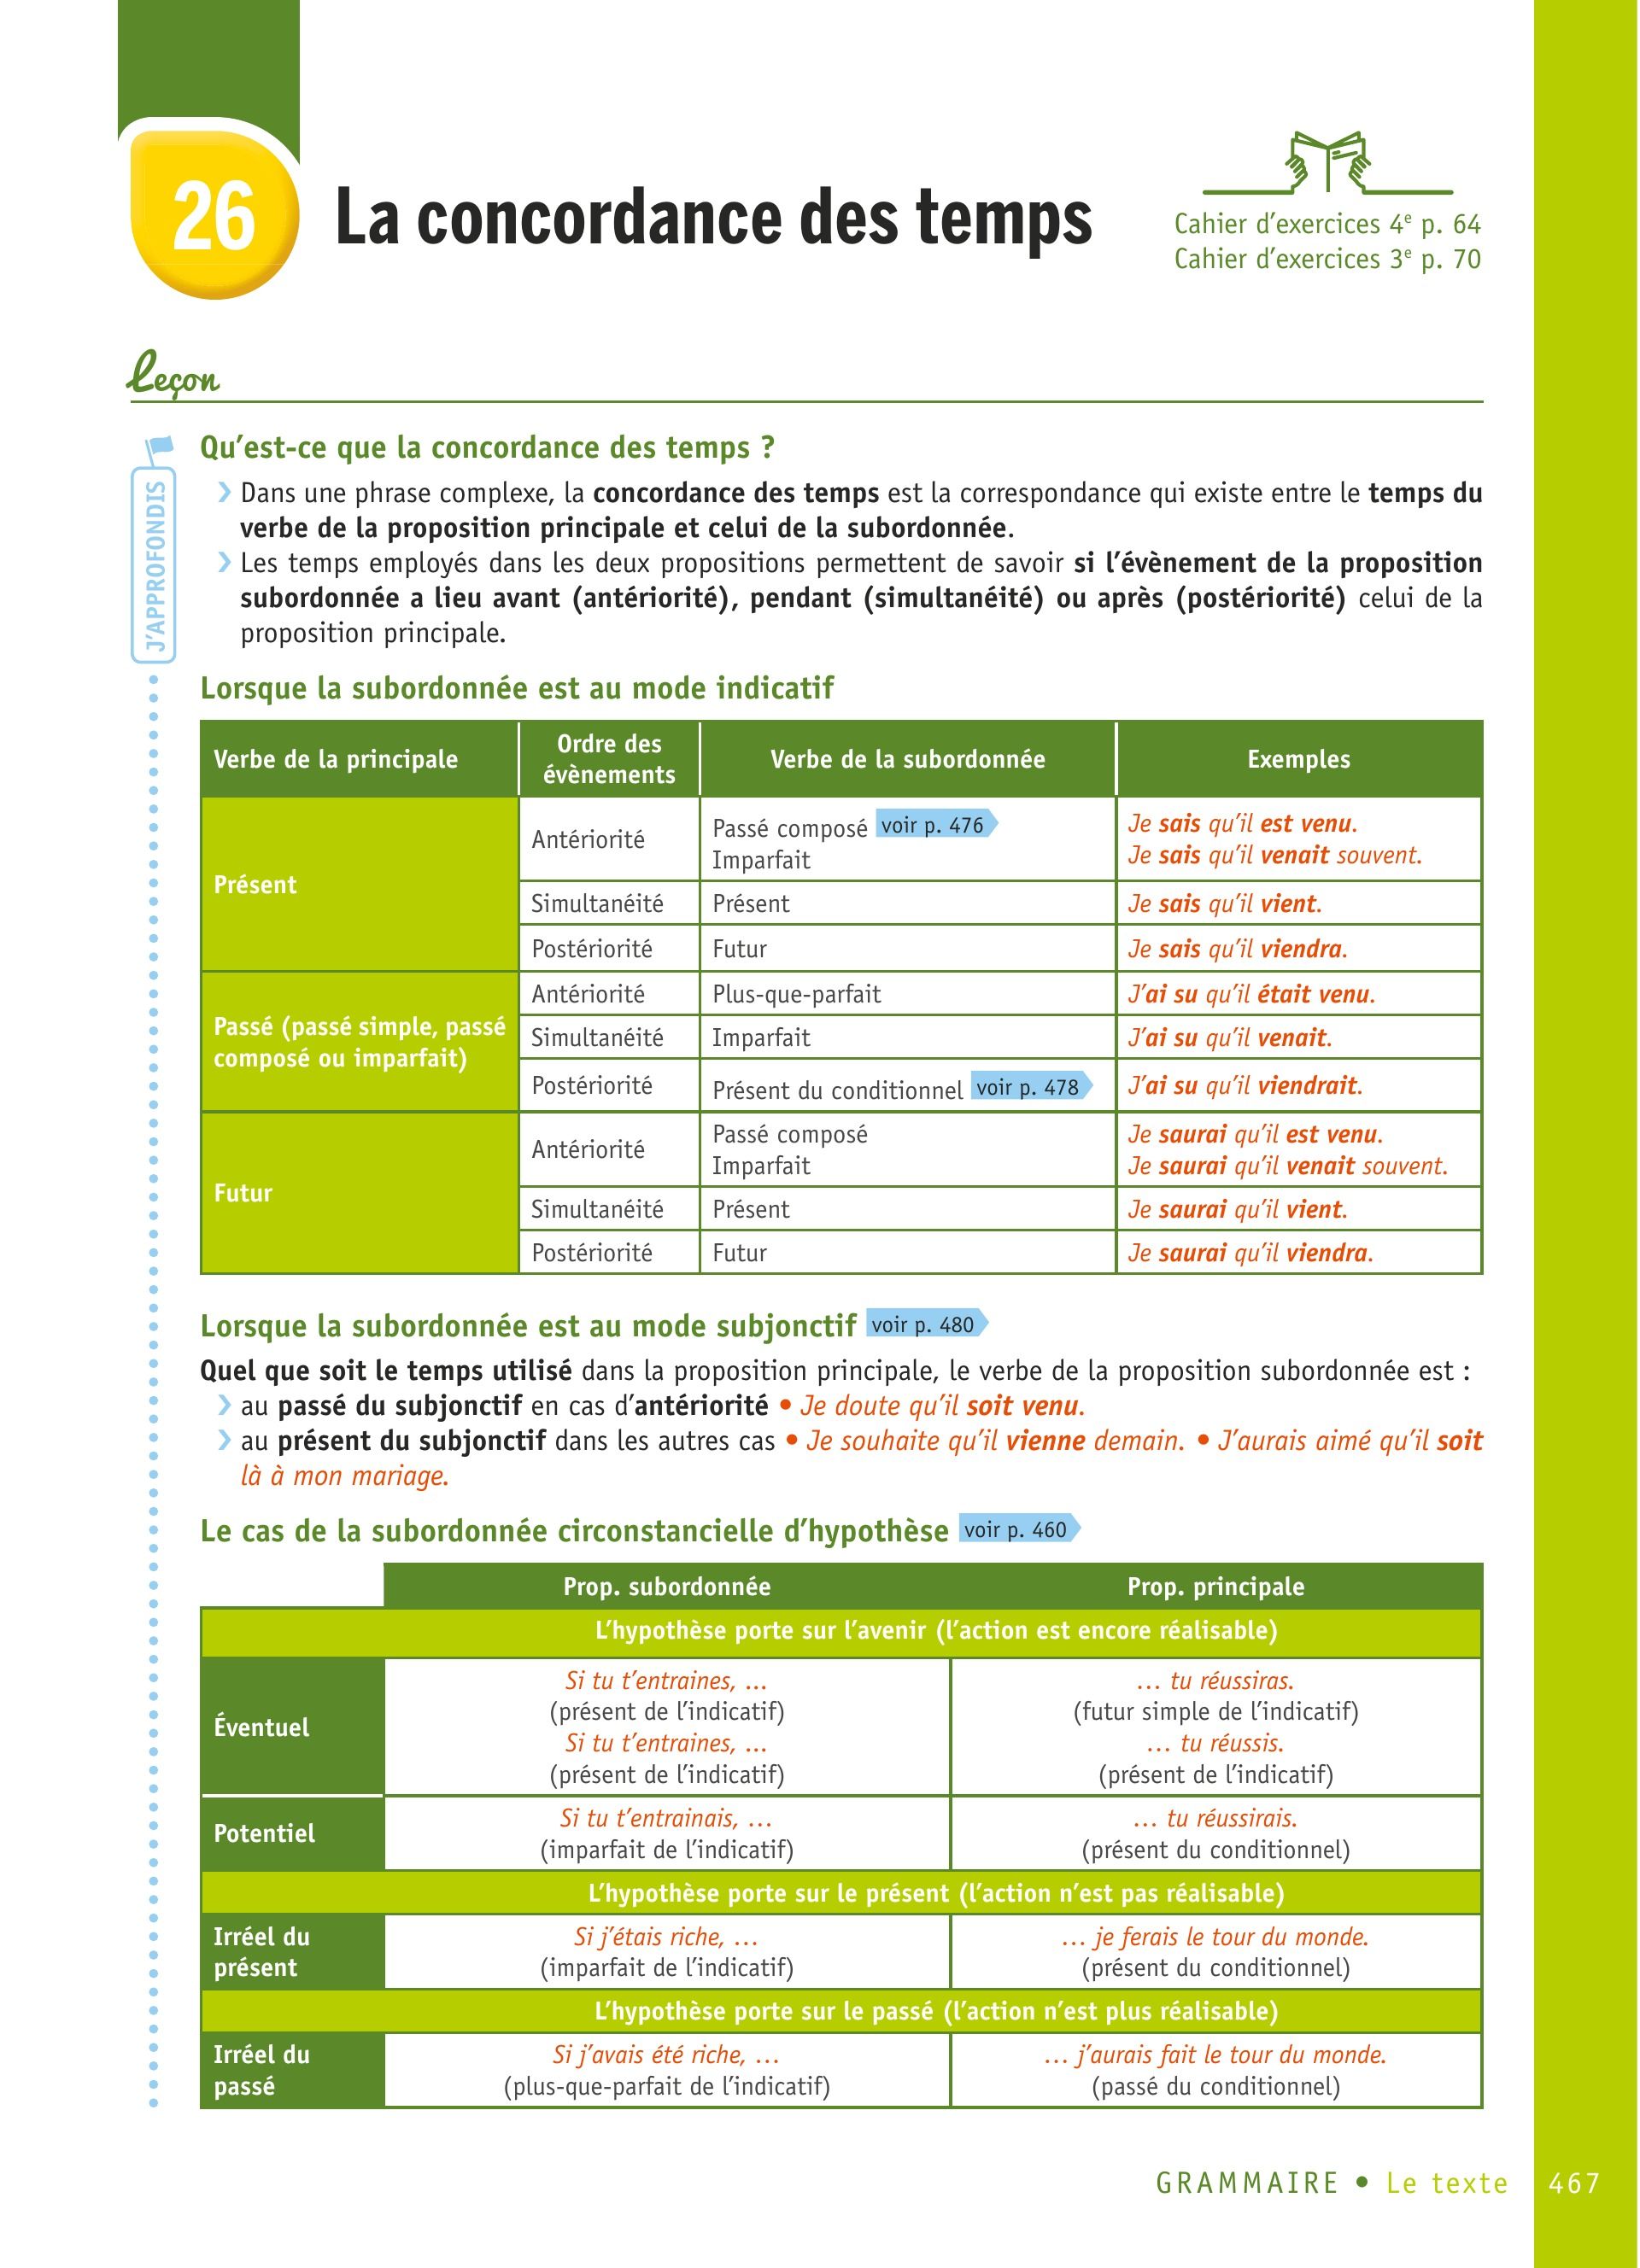 26
La concordance des temps
Cahier d'exercices 4e p. 64
Cahier d'exercices 3e p. 70
Leçon
J'APPROFONDIS
Qu'est-ce que la concordance des temps ?
› Dans une phrase complexe, la concordance des temps est la correspondance qui existe entre le temps du
verbe de la proposition principale et celui de la subordonnée.
› Les temps employés dans les deux propositions permettent de savoir si l'évènement de la proposition
subordonnée a lieu avant (antériorité), pendant (simultanéité) ou après (postériorité) celui de la
proposition principale.
Lorsque la subordonnée est au mode indicatif
Verbe de la principale
Ordre des
évènements
Verbe de la subordonnée
Exemples
Présent
Antériorité
Passé composé voir p. 476
Imparfait
Je sais qu'il est venu.
Je sais qu'il venait souvent.
Simultanéité
Présent
Je sais qu'il vient.
Postériorité
Futur
Je sais qu'il viendra.
Passé (passé simple, passé
composé ou imparfait)
Antériorité
Plus-que-parfait
J'ai su qu'il était venu.
Simultanéité
Imparfait
J'ai su qu'il venait.
Postériorité
Présent du conditionnel voir p. 478
J'ai su qu'il viendrait.
Futur
Antériorité
Passé composé
Imparfait
Je saurai qu'il est venu.
Je saurai qu'il venait souvent.
Simultanéité
Présent
Je saurai qu'il vient.
Postériorité
Futur
Je saurai qu'il viendra.
Lorsque la subordonnée est au mode subjonctif voir p. 480
Quel que soit le temps utilisé dans la proposition principale, le verbe de la proposition subordonnée est :
› au passé du subjonctif en cas d'antériorité • Je doute qu'il soit venu.
› au présent du subjonctif dans les autres cas • Je souhaite qu'il vienne demain. • J'aurais aimé qu'il soit
là à mon mariage.
Le cas de la subordonnée circonstancielle d'hypothèse voir p. 460
Prop. subordonnée
Prop. principale
L'hypothèse porte sur l'avenir (l'action est encore réalisable)
Éventuel
Si tu t'entraines, ...
(présent de l'indicatif)
Si tu t'entraines, ...
(présent de l'indicatif)
... tu réussiras.
(futur simple de l'indicatif)
... tu réussis.
(présent de l'indicatif)
Potentiel
Si tu t'entrainais, ...
(imparfait de l'indicatif)
... tu réussirais.
(présent du conditionnel)
L'hypothèse porte sur le présent (l'action n'est pas réalisable)
Irréel du
présent
Si j'étais riche, ...
(imparfait de l'indicatif)
... je ferais le tour du monde.
(présent du conditionnel)
L'hypothèse porte sur le passé (l'action n'est plus réalisable)
Irréel du
passé
Si j'avais été riche, ...
(plus-que-parfait de l'indicatif)
... j'aurais fait le tour du monde.
(passé du conditionnel)
GRAMMAIRE • Le texte 467